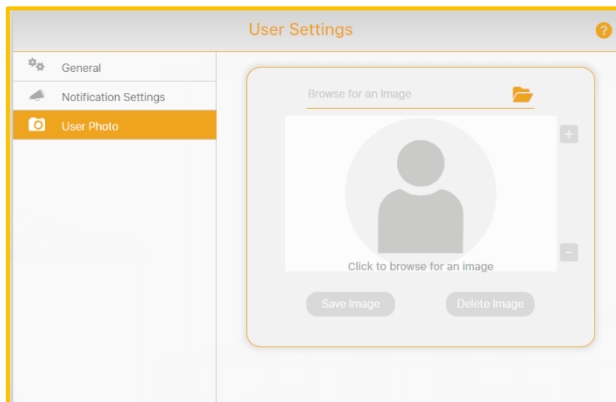 User Settings
?
General
Notification Settings
User Photo
Browse for an Image
+
−
Click to browse for an image
Save Image
Delete Image